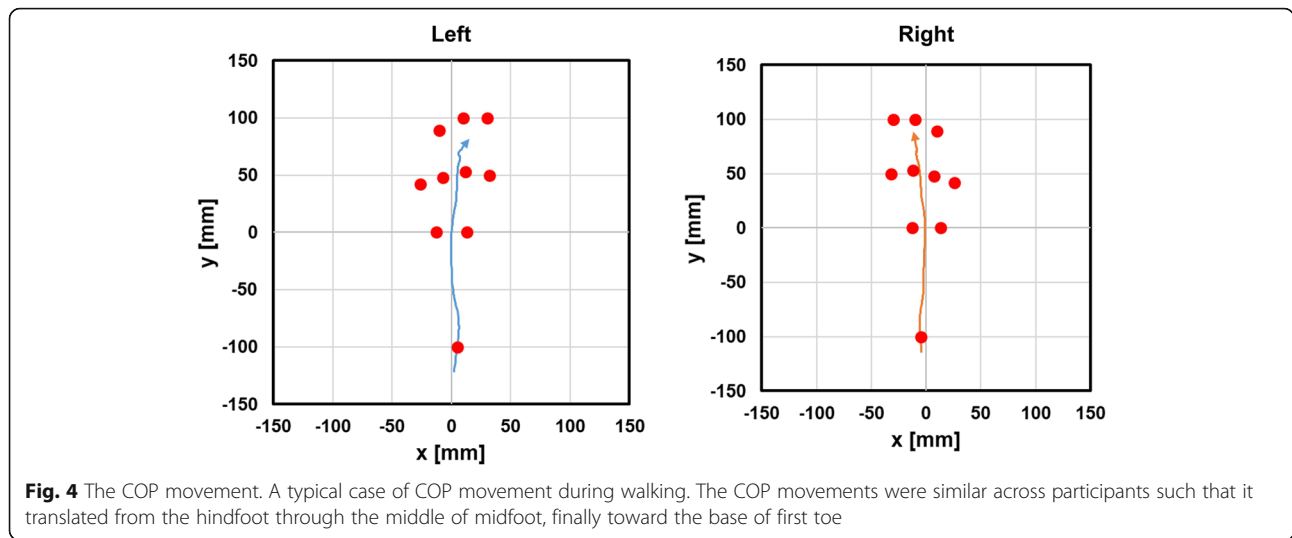 Left
150
100
50
0
-50
-100
-150
-150 -100 -50 0 50 100 150
x [mm]
y [mm]
Right
150
100
50
0
-50
-100
-150
-150 -100 -50 0 50 100 150
x [mm]
y [mm]
Fig. 4 The COP movement. A typical case of COP movement during walking. The COP movements were similar across participants such that it
translated from the hindfoot through the middle of midfoot, finally toward the base of first toe